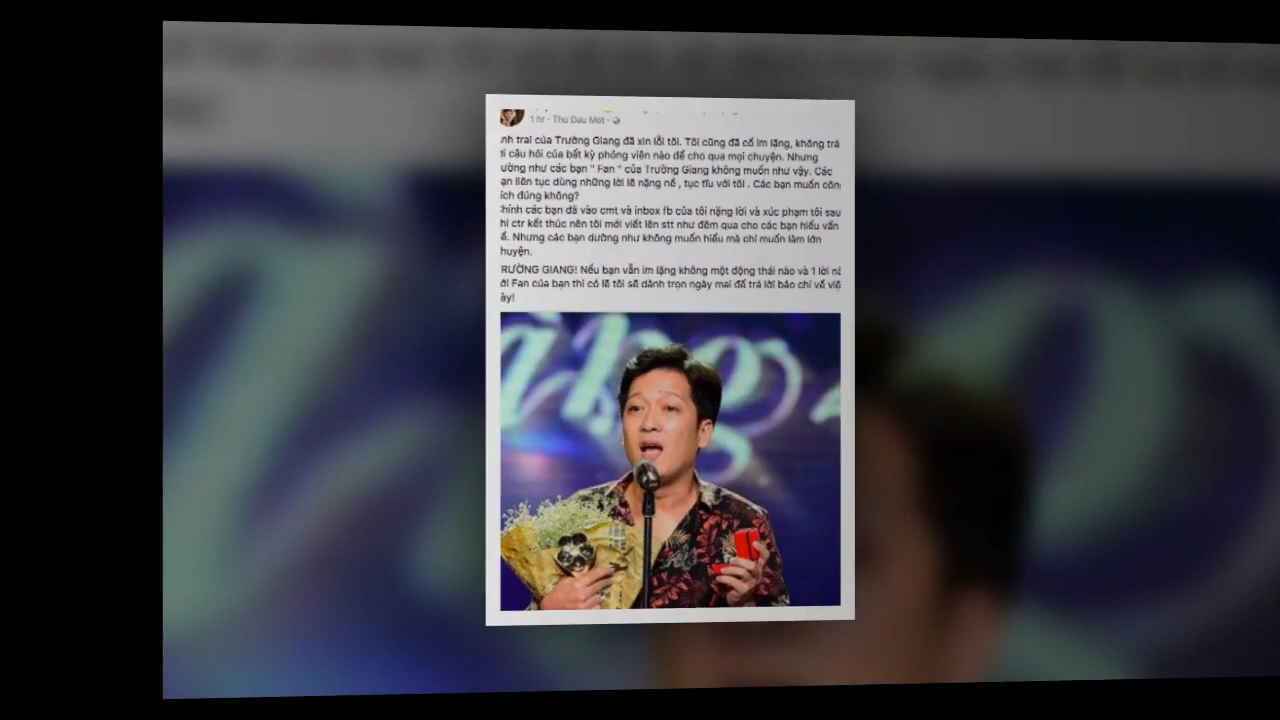 1 hr · Thu Dau Mot ·
nh trai của Trường Giang đã xin lỗi tôi. Tôi cũng đã cố im lặng, không trả
ời câu hỏi của bất kỳ phóng viên nào để cho qua mọi chuyện. Nhưng
ường như các bạn " Fan " của Trường Giang không muốn như vậy. Các
ạn liên tục dùng những lời lẽ nặng nề , tục tĩu với tôi . Các bạn muốn côn
ích đúng không?
hính các bạn đã vào cmt và inbox fb của tôi nặng lời và xúc phạm tôi sau
hi ctr kết thúc nên tôi mới viết lên stt như đêm qua cho các bạn hiểu vấn
ề. Nhưng các bạn dường như không muốn hiểu mà chỉ muốn làm lớn
huyện.
RƯỜNG GIANG! Nếu bạn vẫn im lặng không một động thái nào và 1 lời
ới Fan của bạn thì có lẽ tôi sẽ dành trọn ngày mai để trả lời báo chí về
ày!